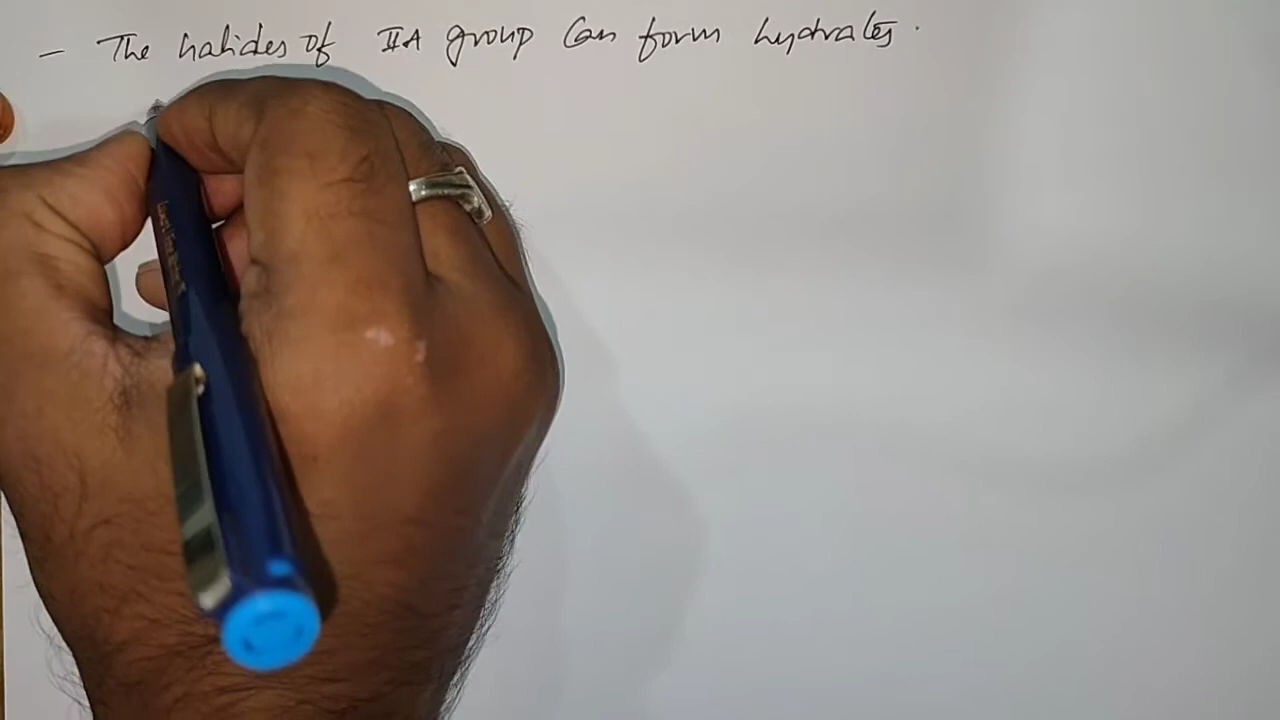 - The halides of IIA group can form hydrates.